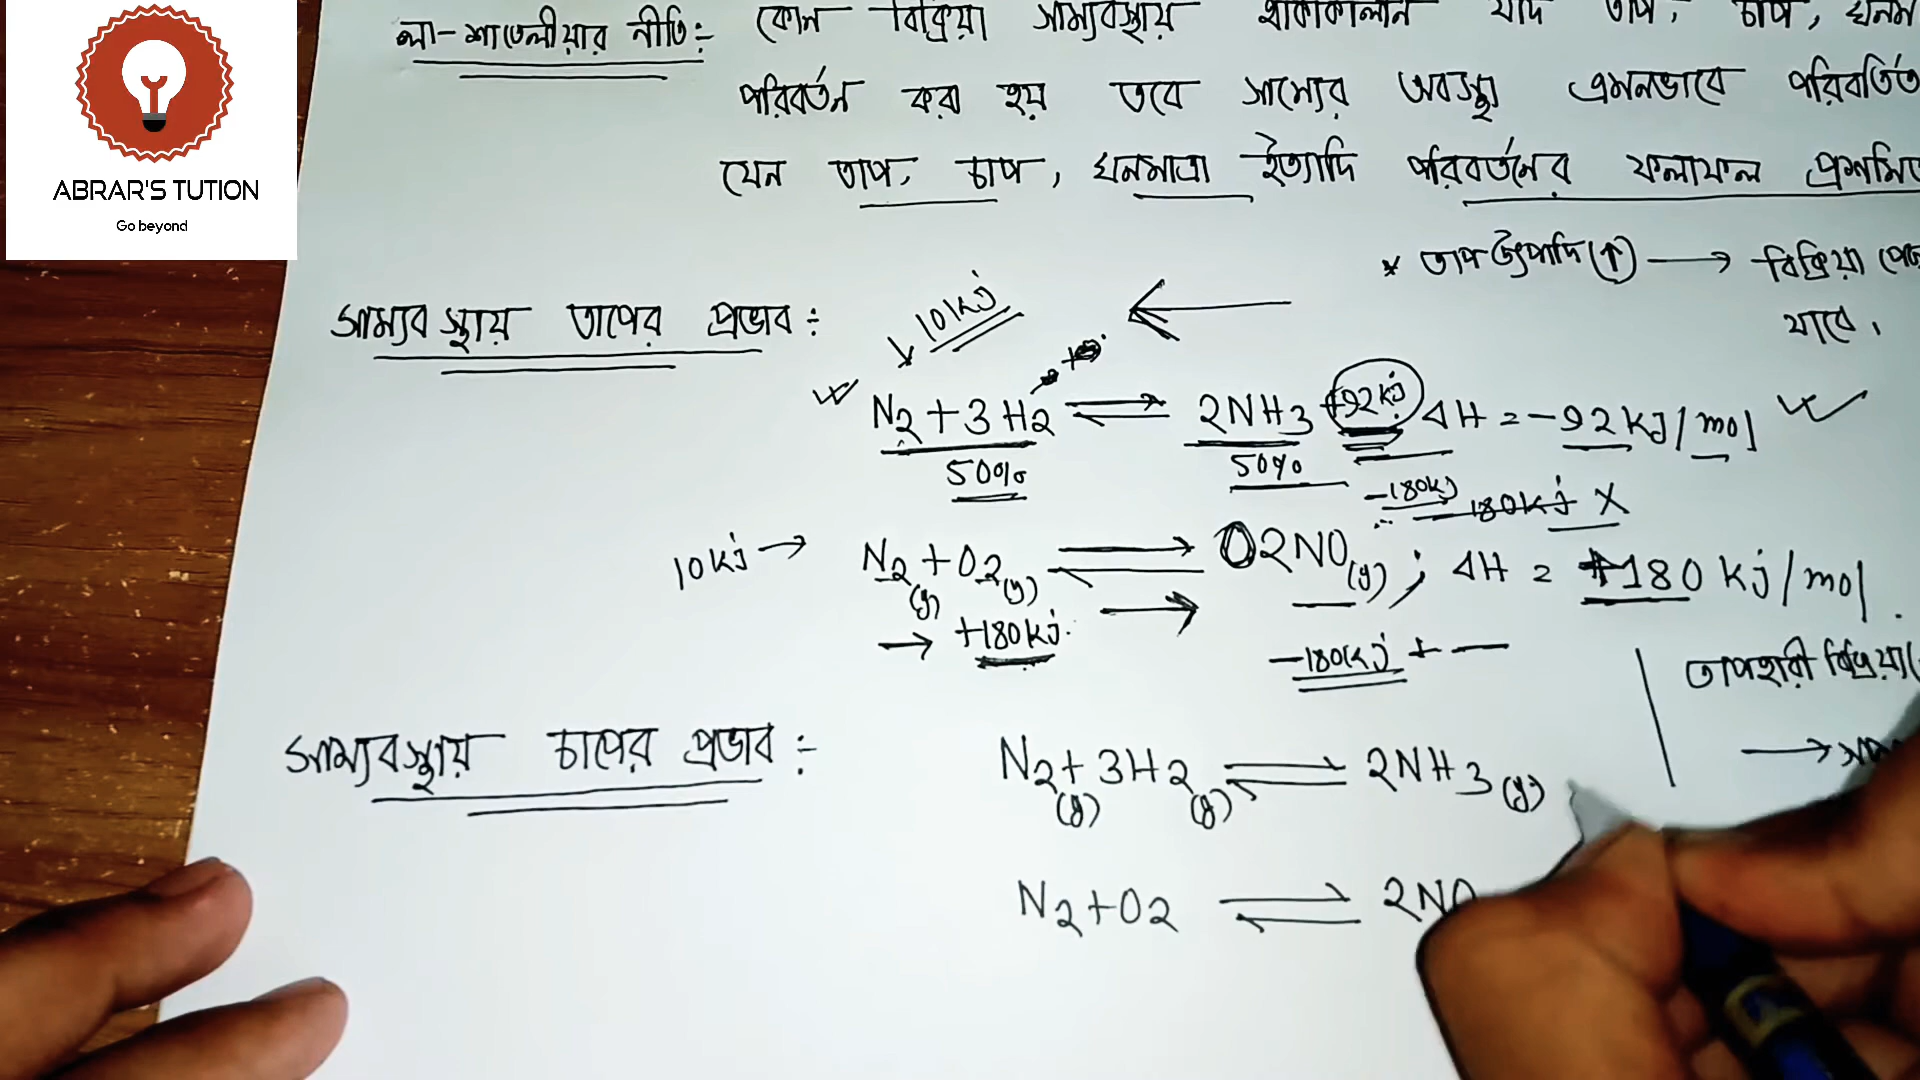 ABRAR'S TUTION
Go beyond
লা-শাতেলীয়ার নীতি:- কোন বিক্রিয়া সাম্যবস্থায় থাকাকালীন যদি তাপ, চাপ,
পরিবর্তন করা হয় তবে সাম্যের অবস্থা এমনভাবে পরিবর্তিত
যেন তাপ, চাপ, ঘনমাত্রা ইত্যাদি পরিবর্তনের ফলাফল প্রশমিত
* তাপ উৎপাদি (↑) → বিক্রিয়া
যাবে।
সাম্যবস্থায় তাপের প্রভাব :- 10kj
N2 + 3H2 ⇌ 2NH3 +92kj ΔH = -92 kJ/mol
50% 50%
-180kj -180kj X
10kj → N2(g) + O2(g) ⇌ 2NO(g) ; ΔH = +180 kj/mol.
→ +180kj. -180kj + —
তাপহারী বিক্রিয়া
সাম্যবস্থায় চাপের প্রভাব :- N2(g) + 3H2(g) ⇌ 2NH3(g)
N2 + O2 ⇌ 2NO